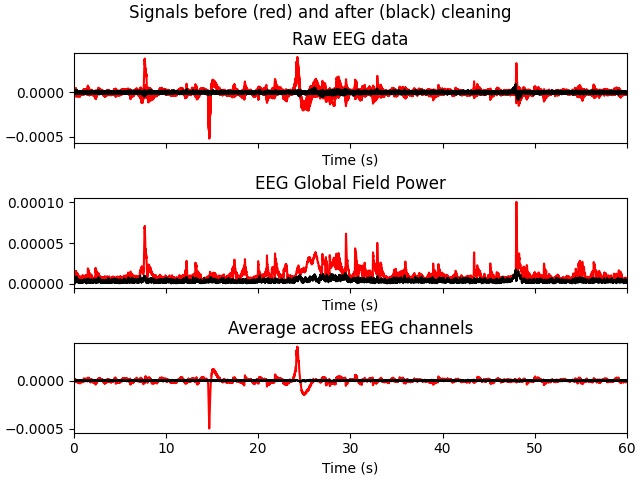 Signals before (red) and after (black) cleaning
Raw EEG data
0.0000
−0.0005
Time (s)
EEG Global Field Power
0.00010
0.00005
0.00000
Time (s)
Average across EEG channels
0.0000
−0.0005
0 10 20 30 40 50 60
Time (s)